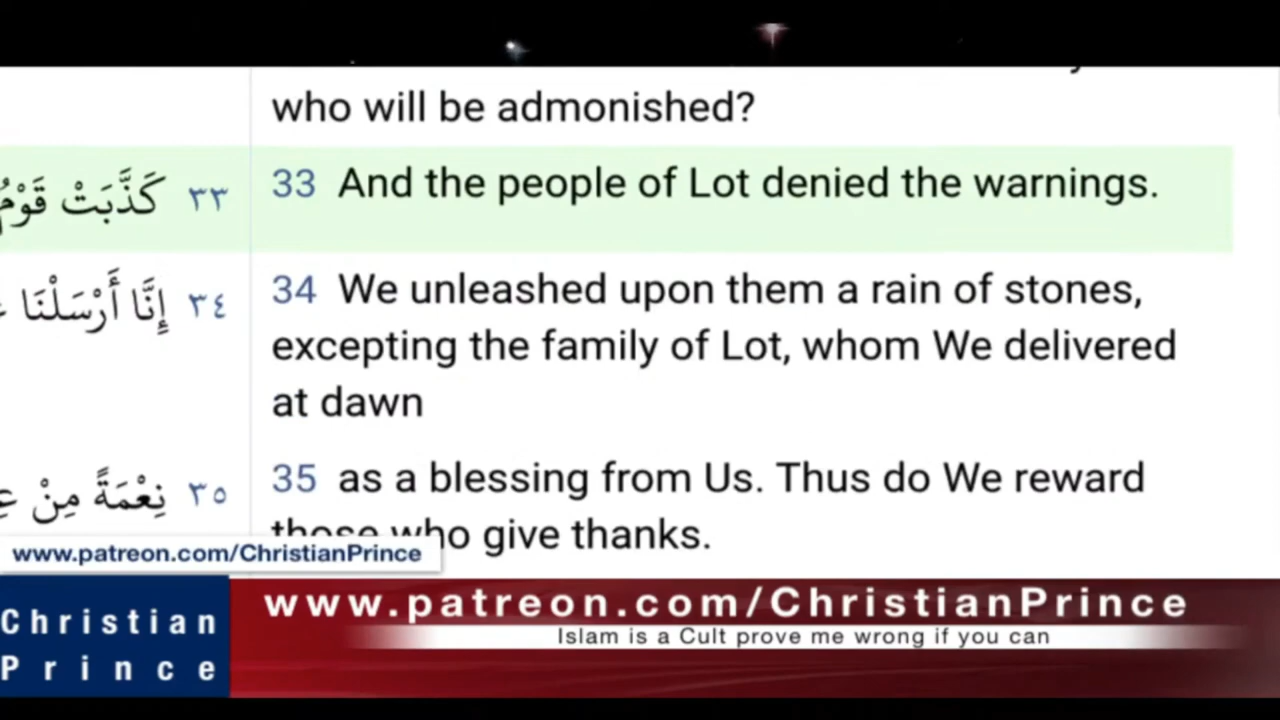 who will be admonished?
كَذَّبَتْ قَوْمُ ٣٣
33 And the people of Lot denied the warnings.
إِنَّا أَرْسَلْنَا ٣٤
34 We unleashed upon them a rain of stones,
excepting the family of Lot, whom We delivered
at dawn
نِعْمَةً مِنْ ٣٥
35 as a blessing from Us. Thus do We reward
those who give thanks.
www.patreon.com/ChristianPrince
Christian
Prince
www.patreon.com/ChristianPrince
Islam is a Cult prove me wrong if you can